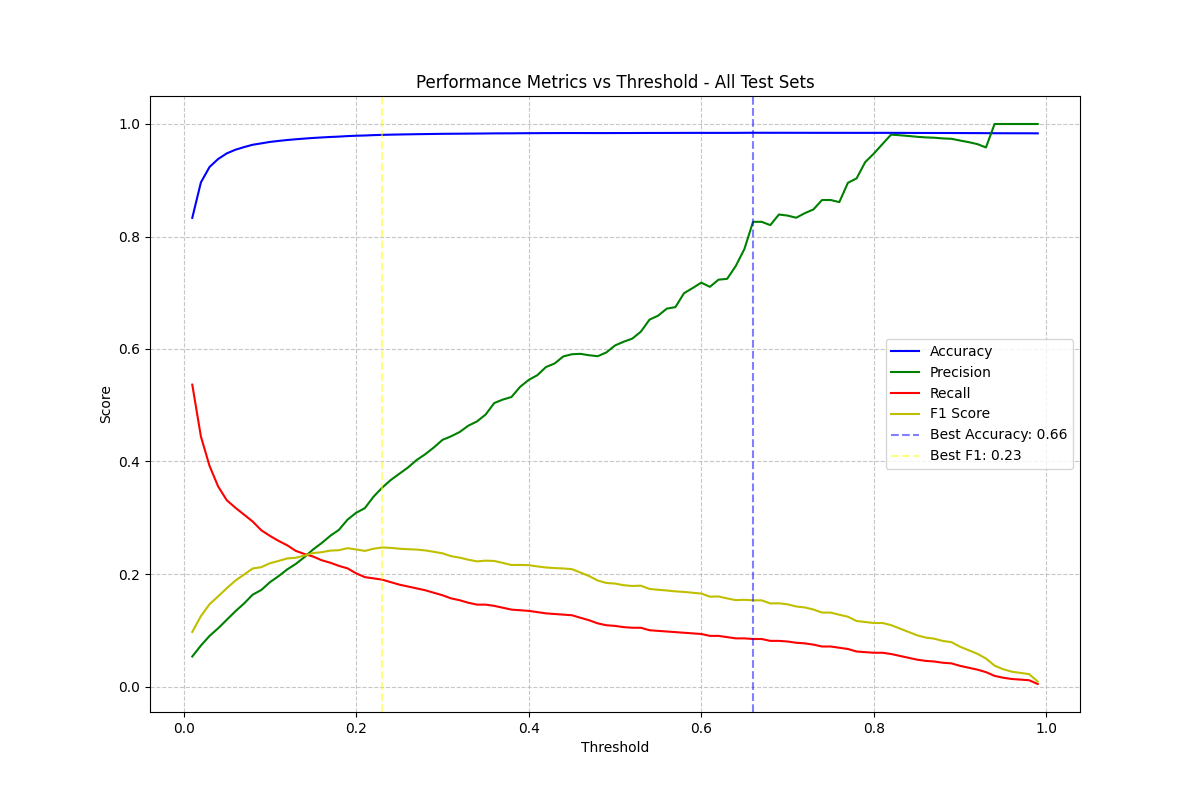 Performance Metrics vs Threshold - All Test Sets
1.0
0.8
0.6
0.4
0.2
0.0
Score
Accuracy
Precision
Recall
F1 Score
Best Accuracy: 0.66
Best F1: 0.23
0.0 0.2 0.4 0.6 0.8 1.0
Threshold